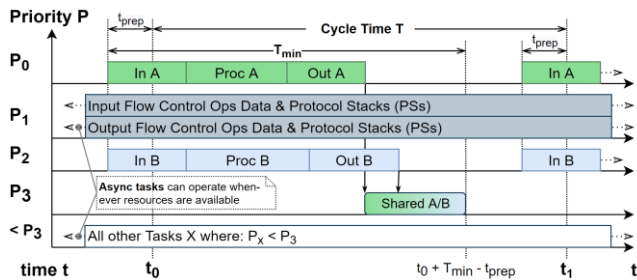 Priority P
t_prep
Cycle Time T
T_min
t_prep
P_0
In A
Proc A
Out A
In A
P_1
Input Flow Control Ops Data & Protocol Stacks (PSs)
Output Flow Control Ops Data & Protocol Stacks (PSs)
P_2
In B
Proc B
Out B
In B
P_3
Async tasks can operate when-
ever resources are available
Shared A/B
< P_3
All other Tasks X where: P_x < P_3
time t
t_0
t_0 + T_min - t_prep
t_1
t